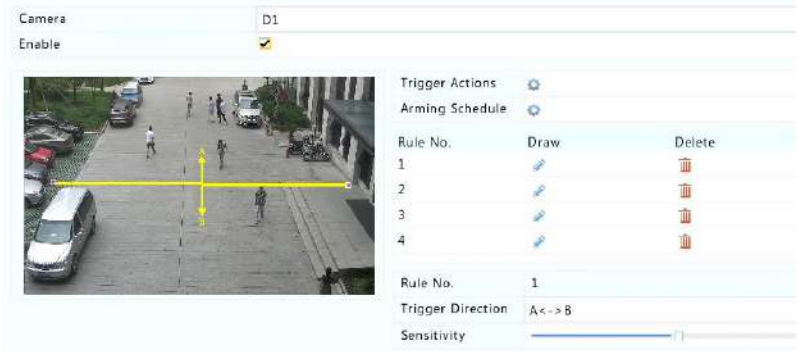 Camera D1
Enable
Trigger Actions
Arming Schedule
Rule No. Draw Delete
1
2
3
4
A
B
Rule No. 1
Trigger Direction A<->B
Sensitivity